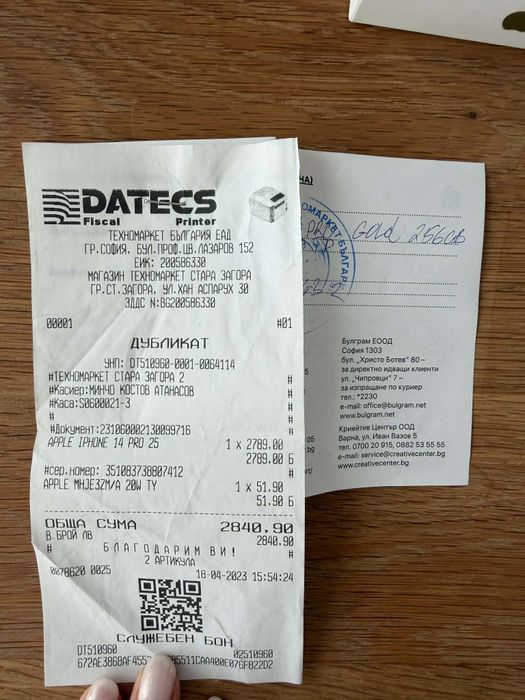 DATECS
Fiscal Printer
ТЕХНОМАРКЕТ БЪЛГАРИЯ ЕАД
ГР.СОФИЯ, БУЛ.ПРОФ.ЦВ.ЛАЗАРОВ 152
ЕИК: 200586330
МАГАЗИН ТЕХНОМАРКЕТ СТАРА ЗАГОРА
ГР.СТ.ЗАГОРА, УЛ.ХАН АСПАРУХ 30
ЗДДС N:BG200586330
00001 #01
ДУБЛИКАТ
УНП: DT510960-0001-0064114
#ТЕХНОМАРКЕТ СТАРА ЗАГОРА 2 #
#Касиер:МИНЧО КОСТОВ АТАНАСОВ #
#Каса:S0600021-3 #
# #
#Документ:231060002130099716 #
APPLE IPHONE 14 PRO 25 1 x 2789.00
2789.00 Б
#сер.номер: 351083738807412 #
APPLE MHJE3ZM/A 20W TY 1 x 51.90
51.90 Б
ОБЩА СУМА 2840.90
В БРОЙ ЛВ 2840.90
# БЛАГОДАРИМ ВИ! #
2 АРТИКУЛА
0078620 0025 18-04-2023 15:54:24
СЛУЖЕБЕН БОН
DT510960 02510960
5511CAA400E076F022D2
Gold 256GB
Булграм ЕООД
София 1303
бул. „Христо Ботев" 80 –
за директно идващи клиенти
ул. „Чипровци" 7 –
за изпращане по куриер
тел. *2230
e-mail: office@bulgram.net
www.bulgram.net
Крийтив Център ООД
Варна, ул. Иван Вазов 5
тел. 0700 20 915, 0882 53 55 55
e-mail: service@creativecenter.bg
www.creativecenter.bg